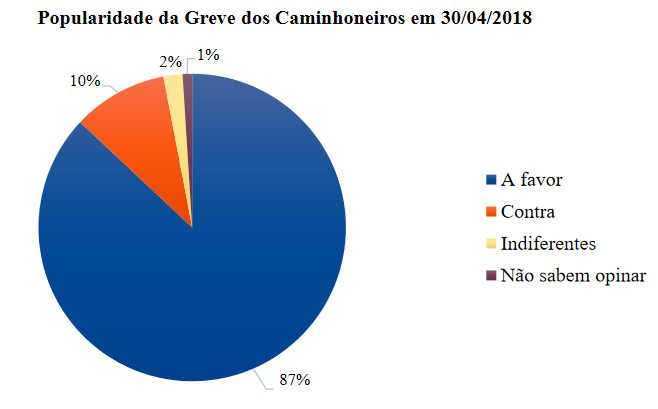 Popularidade da Greve dos Caminhoneiros em 30/04/2018
1%
2%
10%
A favor
Contra
Indiferentes
Não sabem opinar
87%